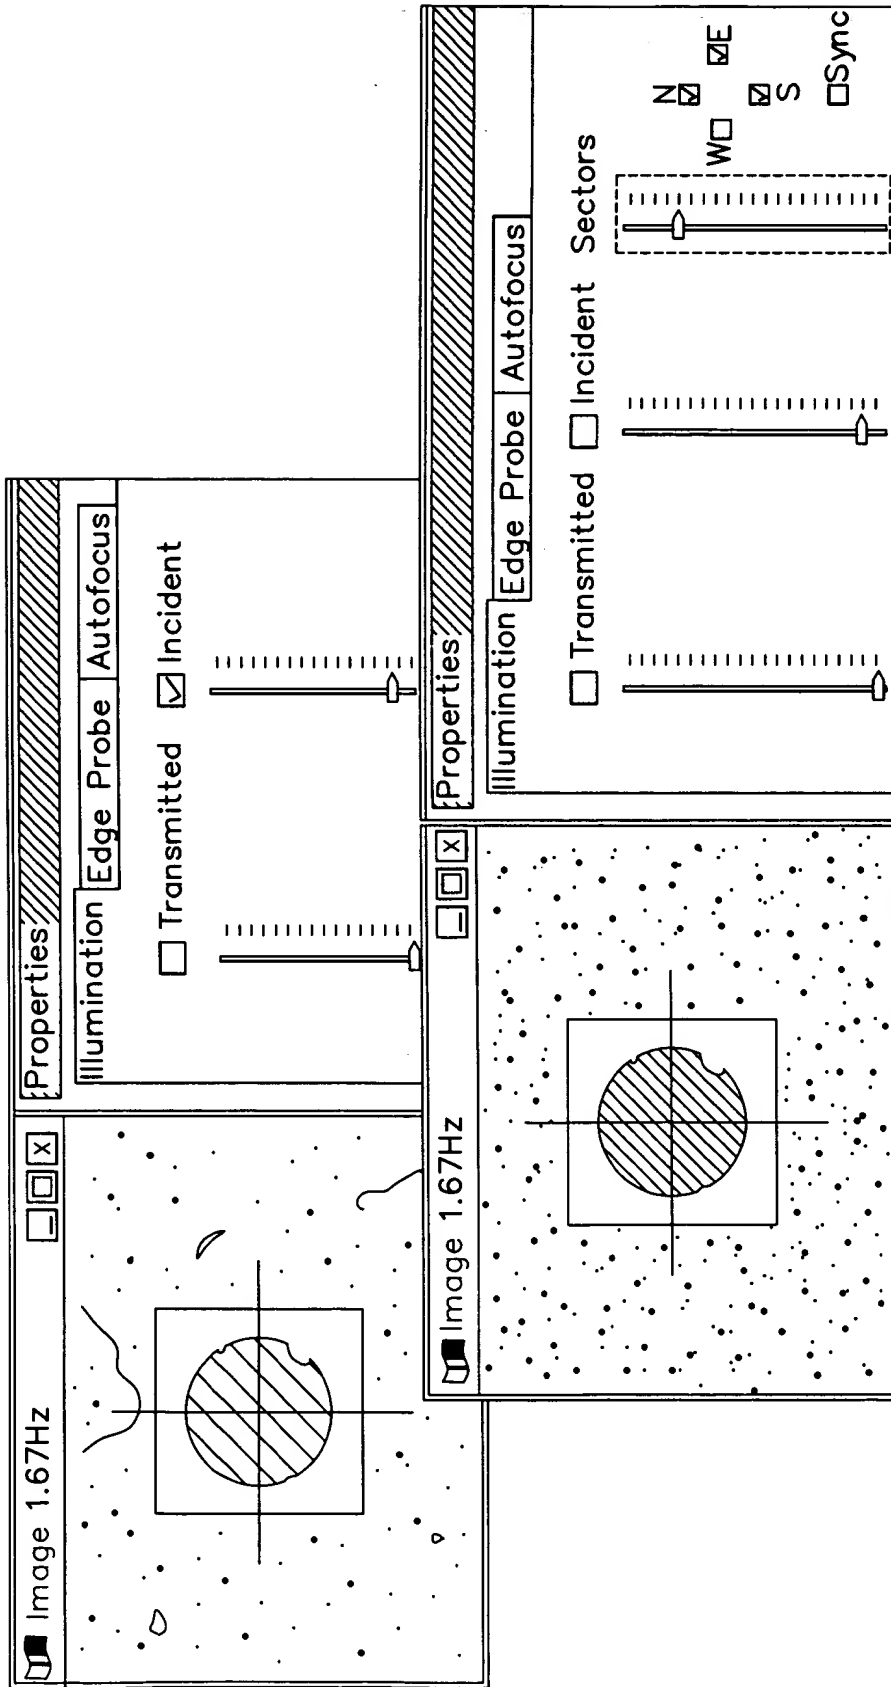 Image 1.67Hz
x
Properties
Illumination Edge Probe Autofocus
Transmitted Incident
Image 1.67Hz
x
Properties
Illumination Edge Probe Autofocus
Transmitted Incident Sectors
N
W E
S
Sync